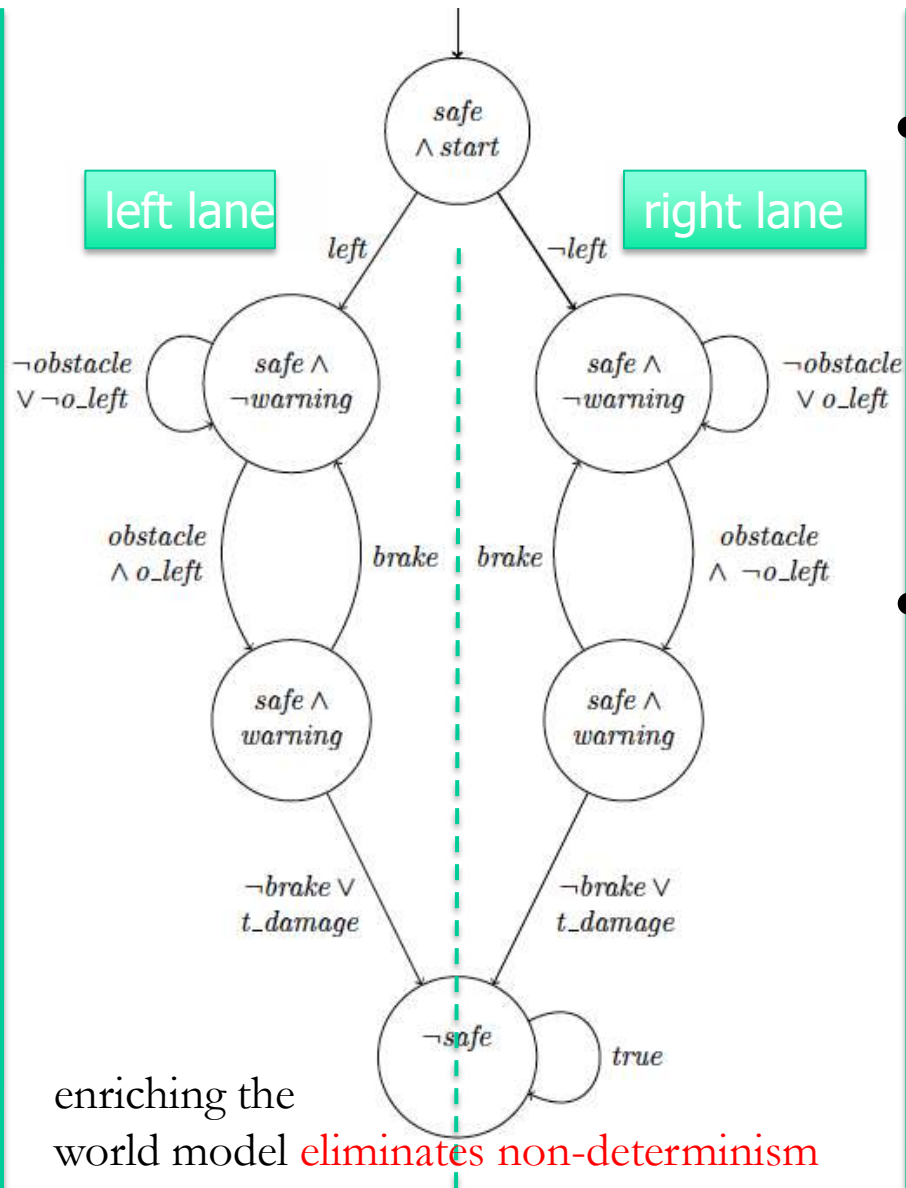 safe
∧ start
left lane
right lane
left
¬left
¬obstacle
∨ ¬o_left
safe ∧
¬warning
safe ∧
¬warning
¬obstacle
∨ o_left
obstacle
∧ o_left
brake
brake
obstacle
∧ ¬o_left
safe ∧
warning
safe ∧
warning
¬brake ∨
t_damage
¬brake ∨
t_damage
¬safe
true
enriching the
world model eliminates non-determinism